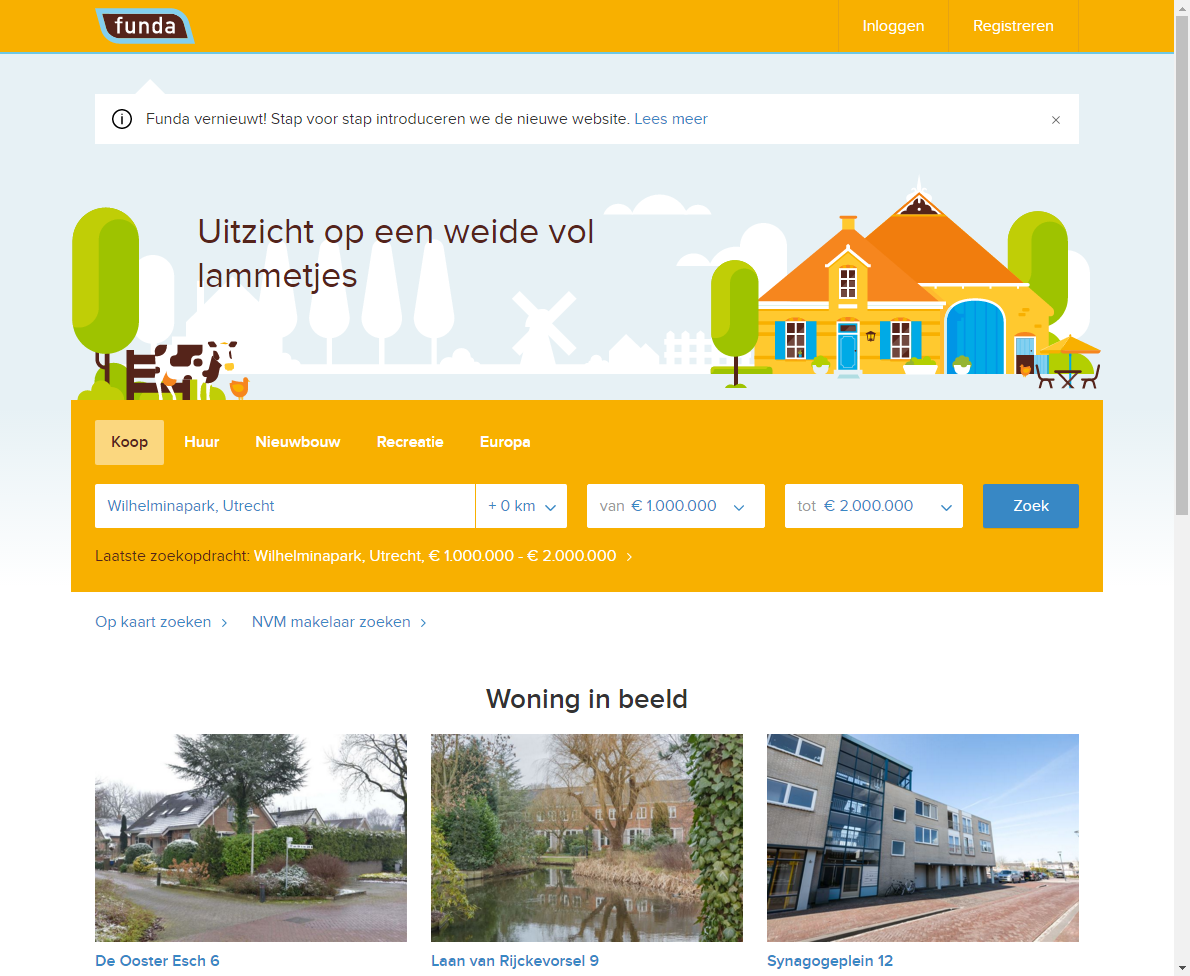 funda
Inloggen
Registreren
Funda vernieuwt! Stap voor stap introduceren we de nieuwe website. Lees meer
Uitzicht op een weide vol
lammetjes
Koop
Huur
Nieuwbouw
Recreatie
Europa
Wilhelminapark, Utrecht
+ 0 km
van € 1.000.000
tot € 2.000.000
Zoek
Laatste zoekopdracht: Wilhelminapark, Utrecht, € 1.000.000 - € 2.000.000
Op kaart zoeken
NVM makelaar zoeken
Woning in beeld
De Ooster Esch 6
Laan van Rijckevorsel 9
Synagogeplein 12